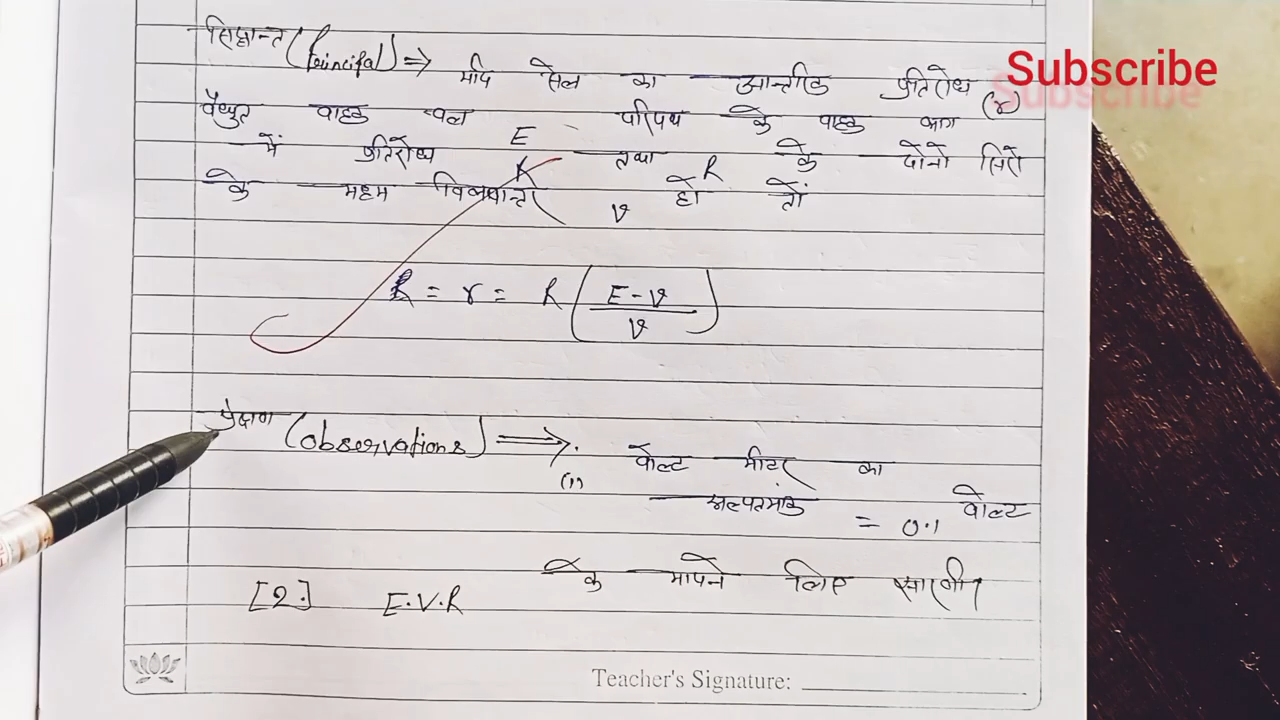 सिद्धान्त (Principal) ⇒ यदि सेल का आन्तरिक प्रतिरोध (r)
वैद्युत वाहक बल E परिपथ के वाहक भाग
में प्रतिरोध R तथा R के दोनों सिरों
के मध्य विभवान्तर V हो तों
R = r = R (E - V / V)
प्रेक्षण (observations) ⇒ .
(1) वोल्ट मीटर का
अल्पतमांक = 0.1 वोल्ट
[2.] E.V.R के मापने लिए सारणी
Teacher's Signature:
Subscribe